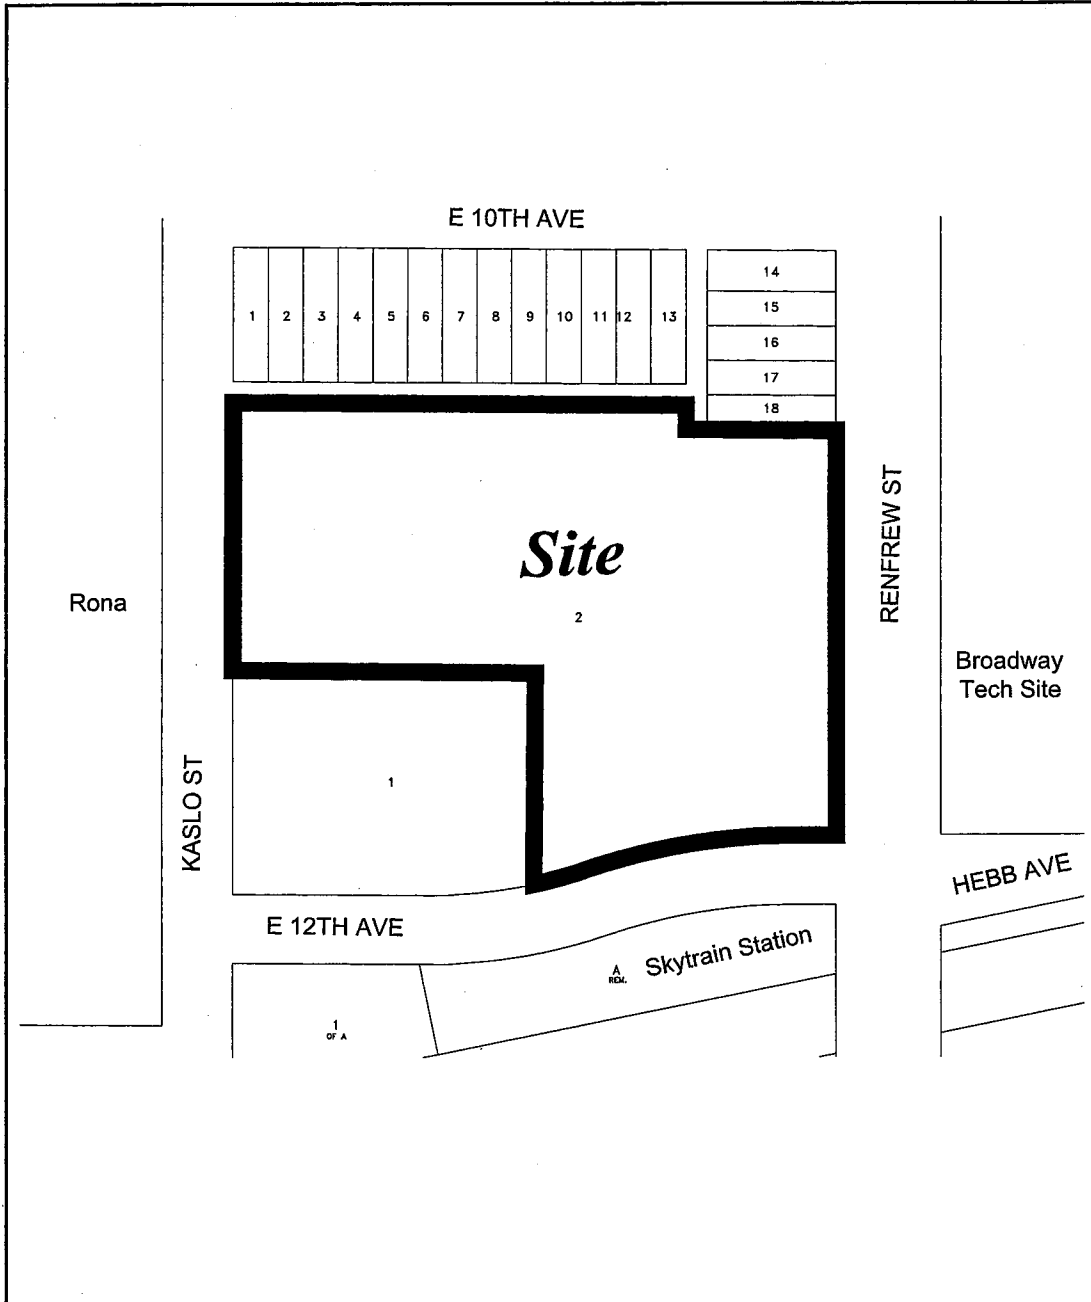 E 10TH AVE
1 2 3 4 5 6 7 8 9 10 11 12 13
14
15
16
17
18
Site
2
RENFREW ST
Rona
Broadway
Tech Site
KASLO ST
1
HEBB AVE
E 12TH AVE
Skytrain Station
A
REM.
1
OF A